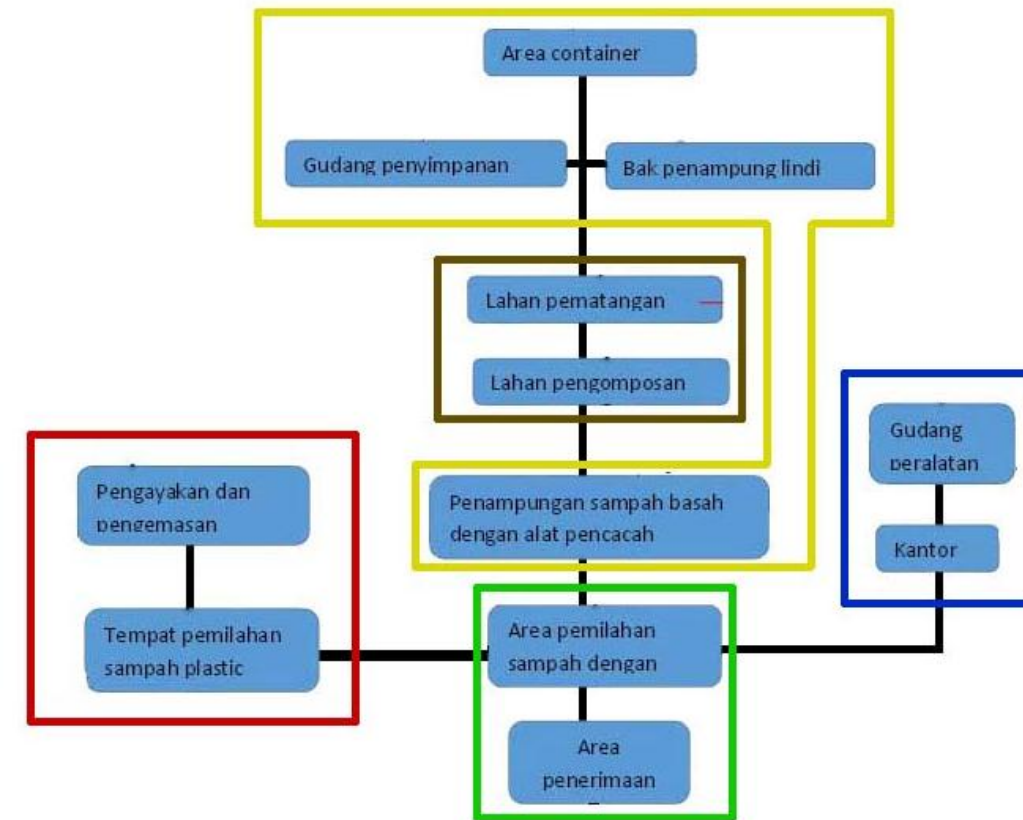 Area container
Gudang penyimpanan
Bak penampung lindi
Lahan pematangan
Lahan pengomposan
Gudang
peralatan
Kantor
Pengayakan dan
pengemasan
Penampungan sampah basah
dengan alat pencacah
Tempat pemilahan
sampah plastic
Area pemilahan
sampah dengan
Area
penerimaan